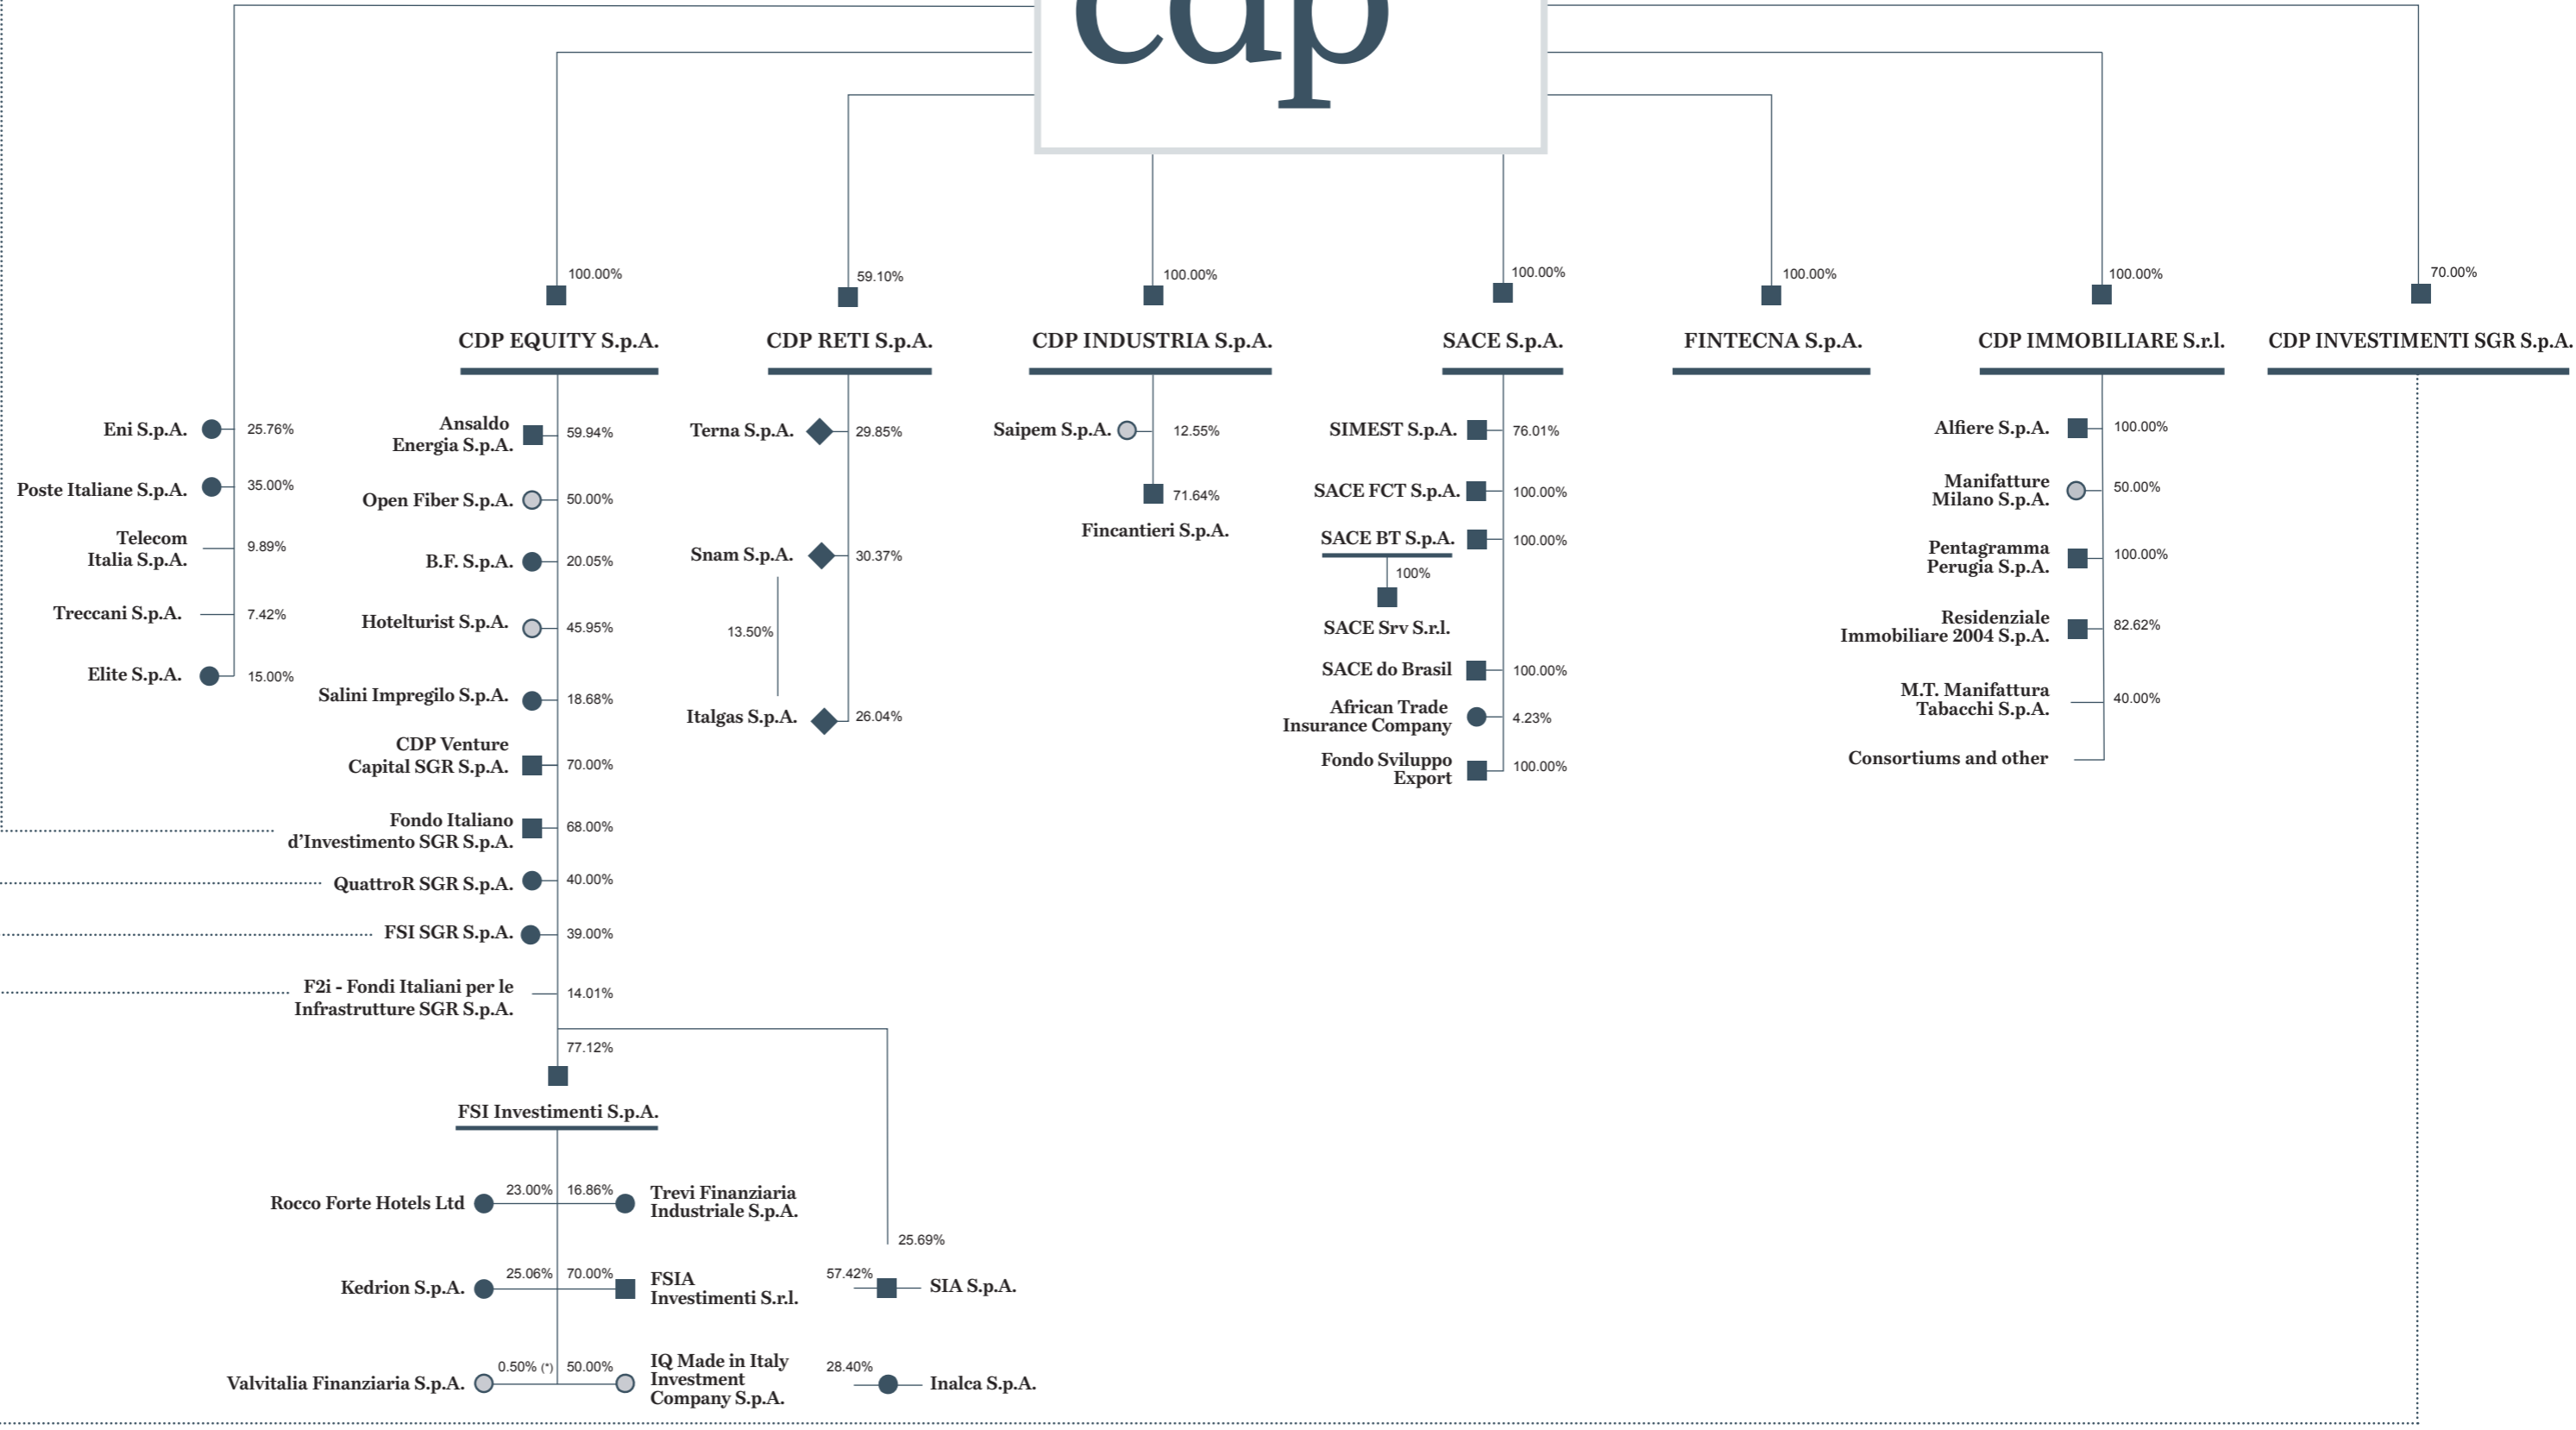 cdp
100.00%
59.10%
100.00%
100.00%
100.00%
100.00%
70.00%
CDP EQUITY S.p.A.
CDP RETI S.p.A.
CDP INDUSTRIA S.p.A.
SACE S.p.A.
FINTECNA S.p.A.
CDP IMMOBILIARE S.r.l.
CDP INVESTIMENTI SGR S.p.A.
Eni S.p.A.
25.76%
Poste Italiane S.p.A.
35.00%
Telecom
Italia S.p.A.
9.89%
Treccani S.p.A.
7.42%
Elite S.p.A.
15.00%
Ansaldo
Energia S.p.A.
59.94%
Open Fiber S.p.A.
50.00%
B.F. S.p.A.
20.05%
Hotelturist S.p.A.
45.95%
Salini Impregilo S.p.A.
18.68%
CDP Venture
Capital SGR S.p.A.
70.00%
Fondo Italiano
d'Investimento SGR S.p.A.
68.00%
QuattroR SGR S.p.A.
40.00%
FSI SGR S.p.A.
39.00%
F2i - Fondi Italiani per le
Infrastrutture SGR S.p.A.
14.01%
77.12%
FSI Investimenti S.p.A.
Rocco Forte Hotels Ltd
23.00%
16.86%
Trevi Finanziaria
Industriale S.p.A.
Kedrion S.p.A.
25.06%
70.00%
FSIA
Investimenti S.r.l.
Valvitalia Finanziaria S.p.A.
0.50% (*)
50.00%
IQ Made in Italy
Investment
Company S.p.A.
25.69%
57.42%
SIA S.p.A.
28.40%
Inalca S.p.A.
Terna S.p.A.
29.85%
Snam S.p.A.
30.37%
13.50%
Italgas S.p.A.
26.04%
Saipem S.p.A.
12.55%
71.64%
Fincantieri S.p.A.
SIMEST S.p.A.
76.01%
SACE FCT S.p.A.
100.00%
SACE BT S.p.A.
100.00%
100%
SACE Srv S.r.l.
SACE do Brasil
100.00%
African Trade
Insurance Company
4.23%
Fondo Sviluppo
Export
100.00%
Alfiere S.p.A.
100.00%
Manifatture
Milano S.p.A.
50.00%
Pentagramma
Perugia S.p.A.
100.00%
Residenziale
Immobiliare 2004 S.p.A.
82.62%
M.T. Manifattura
Tabacchi S.p.A.
40.00%
Consortiums and other